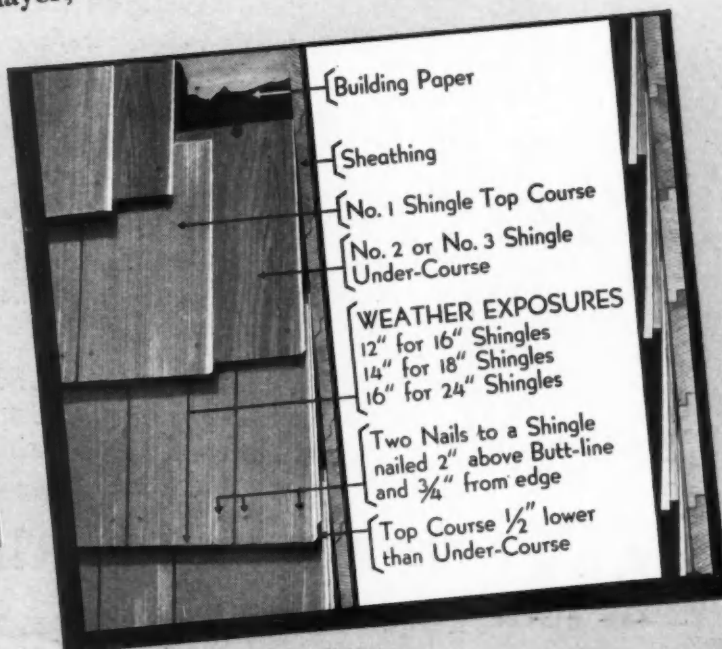 Building Paper
Sheathing
No. 1 Shingle Top Course
No. 2 or No. 3 Shingle
Under-Course
WEATHER EXPOSURES
12" for 16" Shingles
14" for 18" Shingles
16" for 24" Shingles
Two Nails to a Shingle
nailed 2" above Butt-line
and 3/4" from edge
Top Course 1/2" lower
than Under-Course